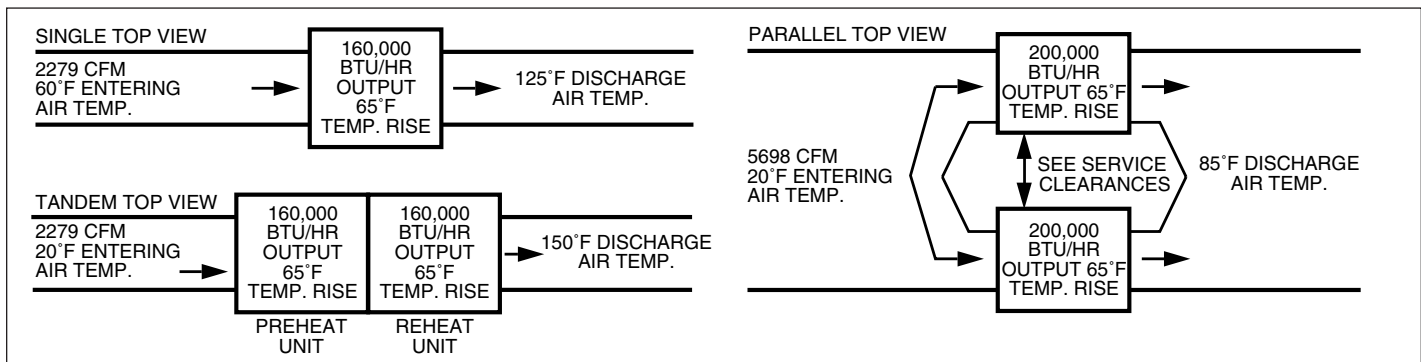 SINGLE TOP VIEW
2279 CFM
60˚F ENTERING
AIR TEMP.
160,000
BTU/HR
OUTPUT
65˚F
TEMP. RISE
125˚F DISCHARGE
AIR TEMP.
TANDEM TOP VIEW
2279 CFM
20˚F ENTERING
AIR TEMP.
160,000
BTU/HR
OUTPUT
65˚F
TEMP. RISE
PREHEAT
UNIT
160,000
BTU/HR
OUTPUT
65˚F
TEMP. RISE
REHEAT
UNIT
150˚F DISCHARGE
AIR TEMP.
PARALLEL TOP VIEW
5698 CFM
20˚F ENTERING
AIR TEMP.
200,000
BTU/HR
OUTPUT 65˚F
TEMP. RISE
SEE SERVICE
CLEARANCES
85˚F DISCHARGE
AIR TEMP.
200,000
BTU/HR
OUTPUT 65˚F
TEMP. RISE